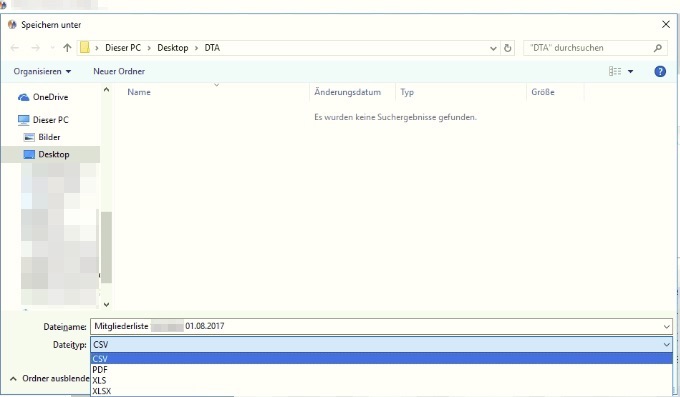 Speichern unter
Dieser PC > Desktop > DTA
"DTA" durchsuchen
Organisieren
Neuer Ordner
?
OneDrive
Dieser PC
Bilder
Desktop
Name
Änderungsdatum
Typ
Größe
Es wurden keine Suchergebnisse gefunden.
Dateiname:
Mitgliederliste 01.08.2017
Dateityp:
CSV
CSV
PDF
XLS
XLSX
Ordner ausblende